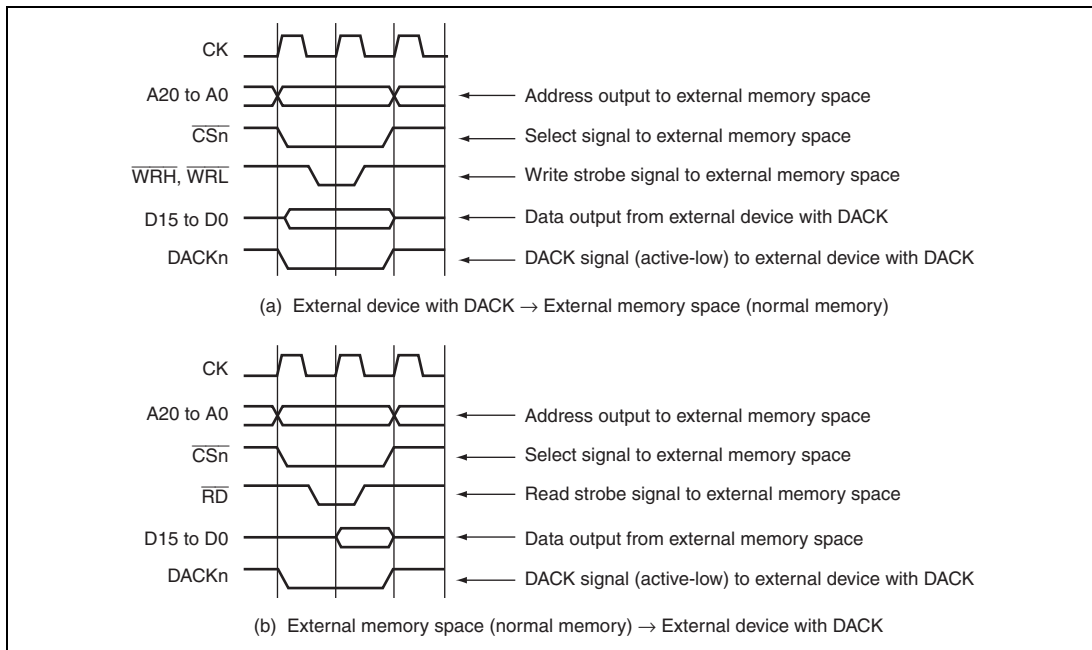 CK
A20 to A0 Address output to external memory space
CSn Select signal to external memory space
WRH, WRL Write strobe signal to external memory space
D15 to D0 Data output from external device with DACK
DACKn DACK signal (active-low) to external device with DACK
(a) External device with DACK → External memory space (normal memory)
CK
A20 to A0 Address output to external memory space
CSn Select signal to external memory space
RD Read strobe signal to external memory space
D15 to D0 Data output from external memory space
DACKn DACK signal (active-low) to external device with DACK
(b) External memory space (normal memory) → External device with DACK